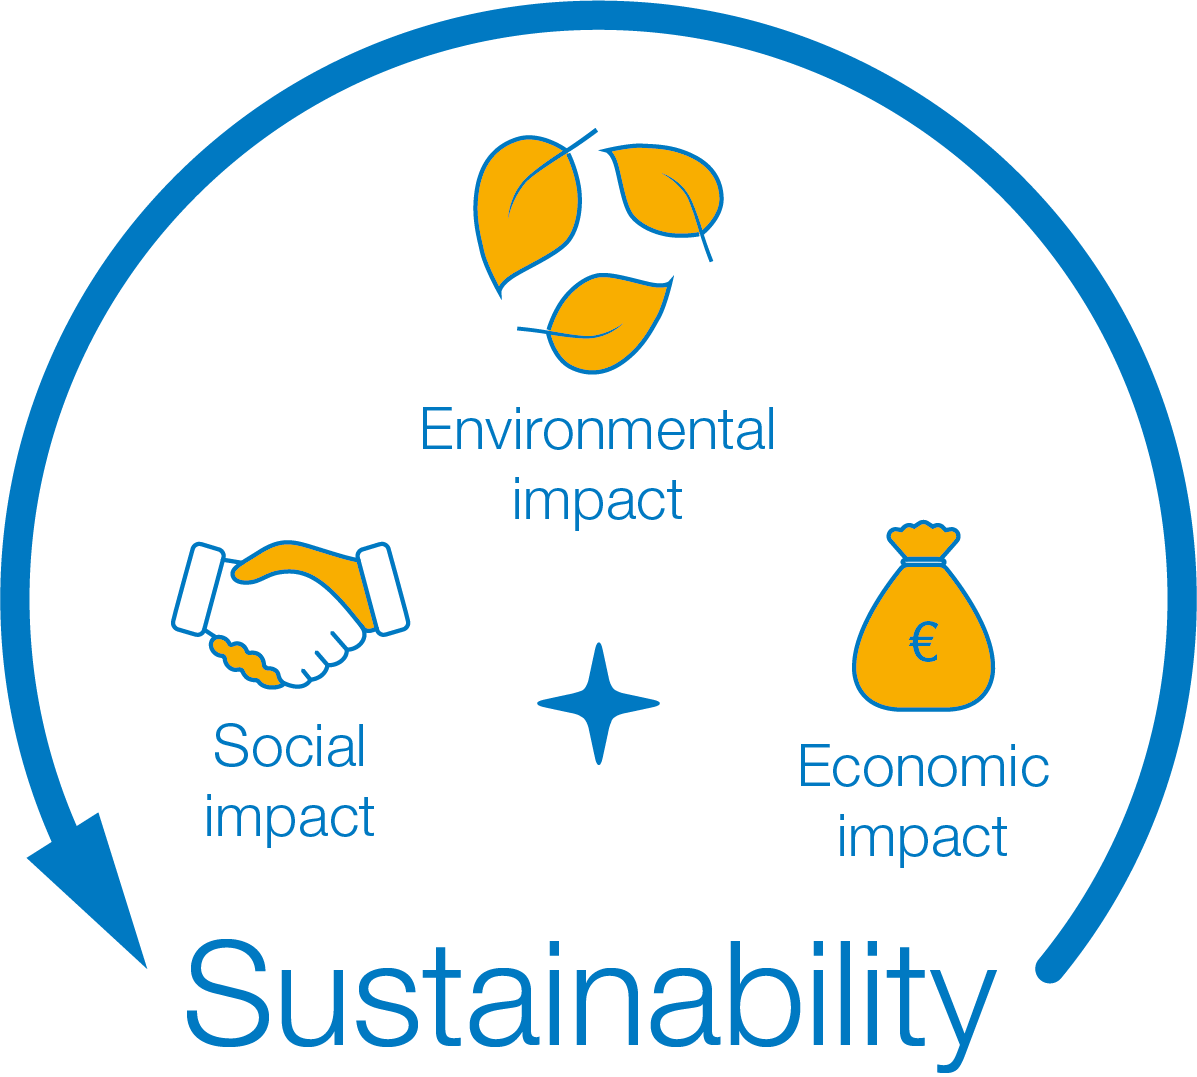 Environmental
impact
Social
impact
€
Economic
impact
Sustainability